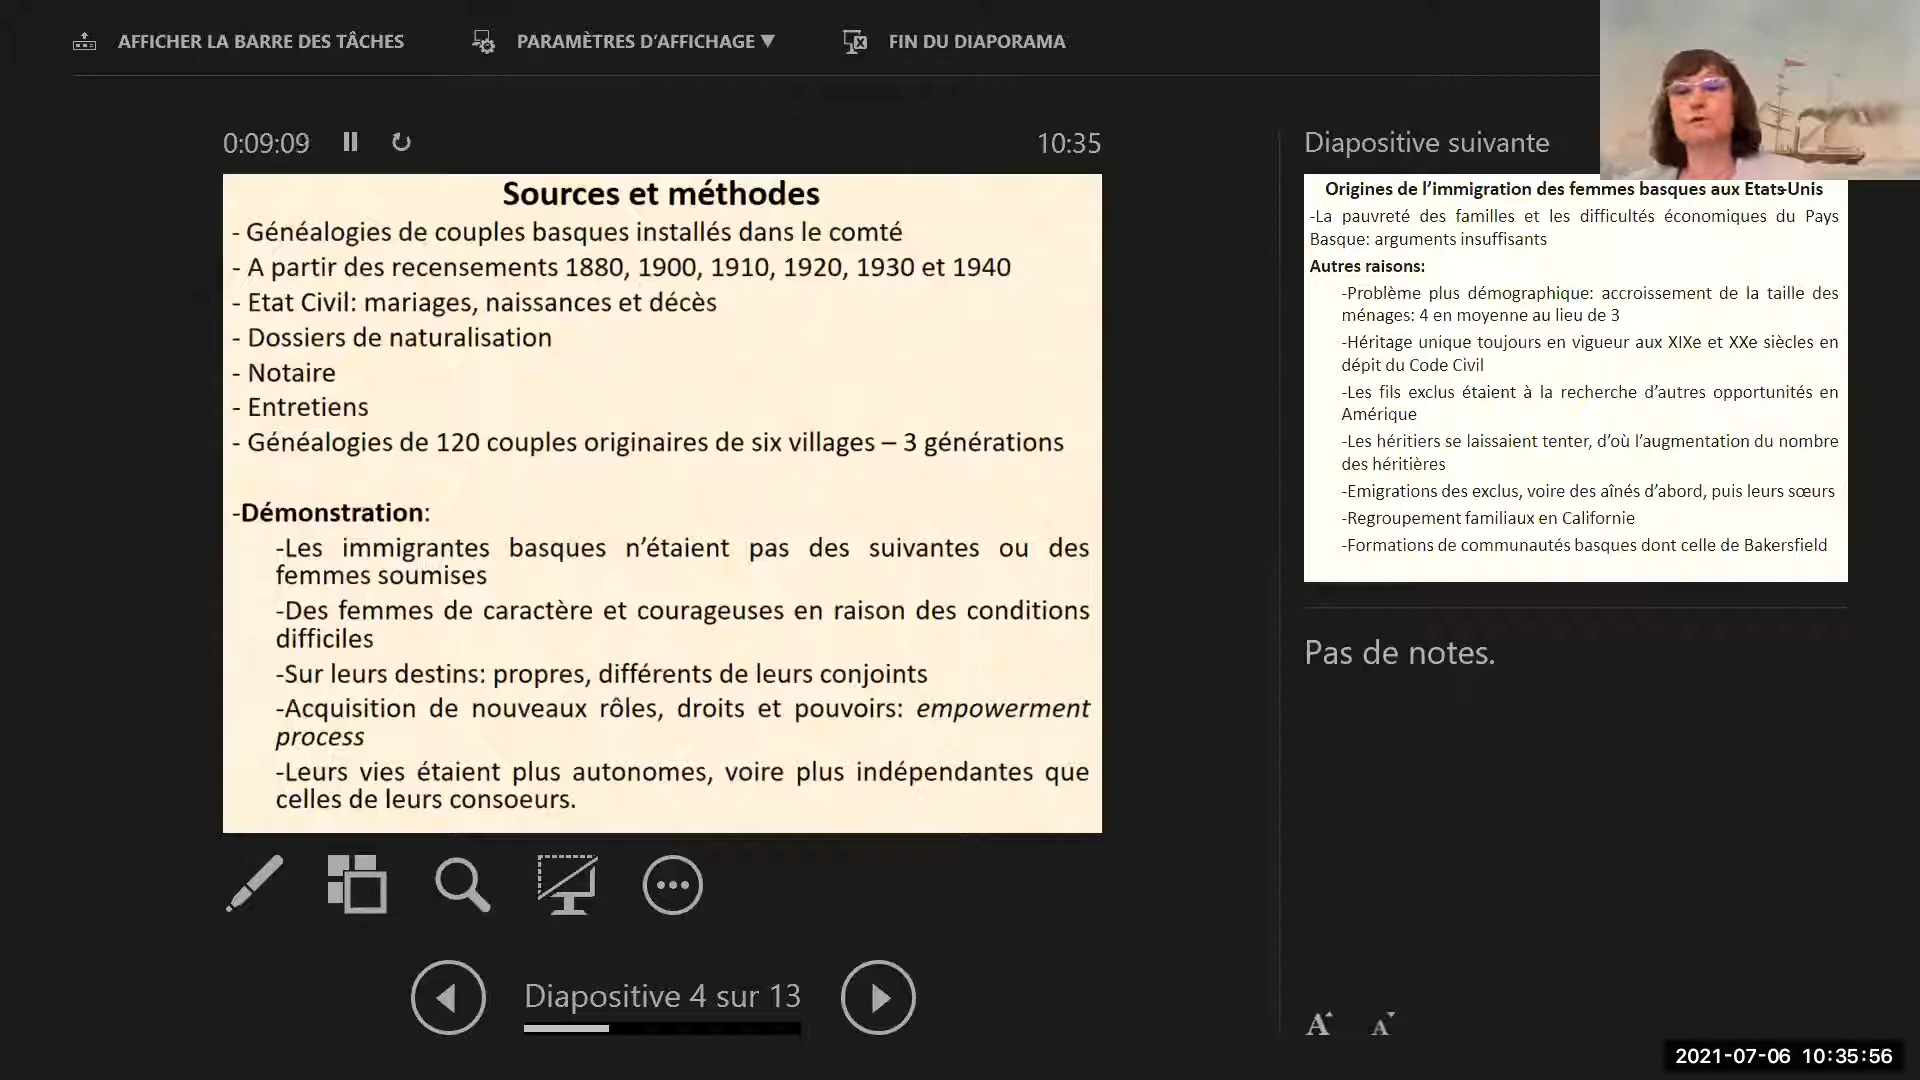 AFFICHER LA BARRE DES TÂCHES
PARAMÈTRES D'AFFICHAGE ▼
FIN DU DIAPORAMA
0:09:09
10:35
Sources et méthodes
- Généalogies de couples basques installés dans le comté
- A partir des recensements 1880, 1900, 1910, 1920, 1930 et 1940
- Etat Civil: mariages, naissances et décès
- Dossiers de naturalisation
- Notaire
- Entretiens
- Généalogies de 120 couples originaires de six villages – 3 générations
-Démonstration:
-Les immigrantes basques n'étaient pas des suivantes ou des
femmes soumises
-Des femmes de caractère et courageuses en raison des conditions
difficiles
-Sur leurs destins: propres, différents de leurs conjoints
-Acquisition de nouveaux rôles, droits et pouvoirs: empowerment
process
-Leurs vies étaient plus autonomes, voire plus indépendantes que
celles de leurs consoeurs.
Diapositive 4 sur 13
Diapositive suivante
Origines de l'immigration des femmes basques aux Etats-Unis
-La pauvreté des familles et les difficultés économiques du Pays
Basque: arguments insuffisants
Autres raisons:
-Problème plus démographique: accroissement de la taille des
ménages: 4 en moyenne au lieu de 3
-Héritage unique toujours en vigueur aux XIXe et XXe siècles en
dépit du Code Civil
-Les fils exclus étaient à la recherche d'autres opportunités en
Amérique
-Les héritiers se laissaient tenter, d'où l'augmentation du nombre
des héritières
-Emigrations des exclus, voire des aînés d'abord, puis leurs sœurs
-Regroupement familiaux en Californie
-Formations de communautés basques dont celle de Bakersfield
Pas de notes.
A A
2021-07-06 10:35:56